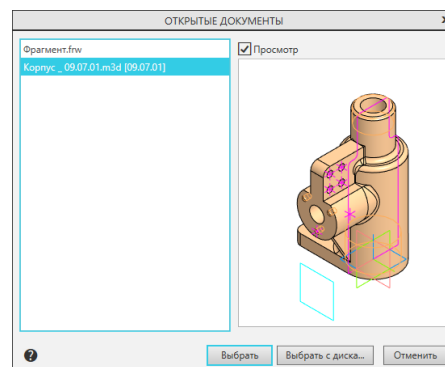 ОТКРЫТЫЕ ДОКУМЕНТЫ
Фрагмент.frw
Просмотр
Корпус _ 09.07.01.m3d [09.07.01]
Выбрать
Выбрать с диска...
Отменить